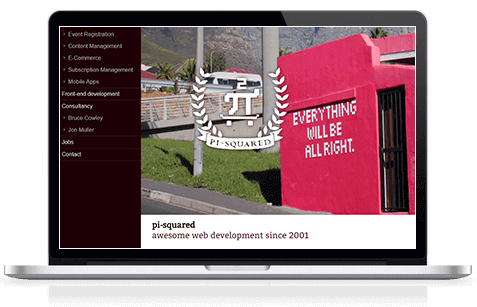 Event Registration
Content Management
E-Commerce
Subscription Management
Mobile Apps
Front-end development
Consultancy
Bruce Cowley
Jon Muller
Jobs
Contact
2
π
PI-SQUARED
EVERYTHING
WILL BE
ALL RIGHT.
pi-squared
awesome web development since 2001